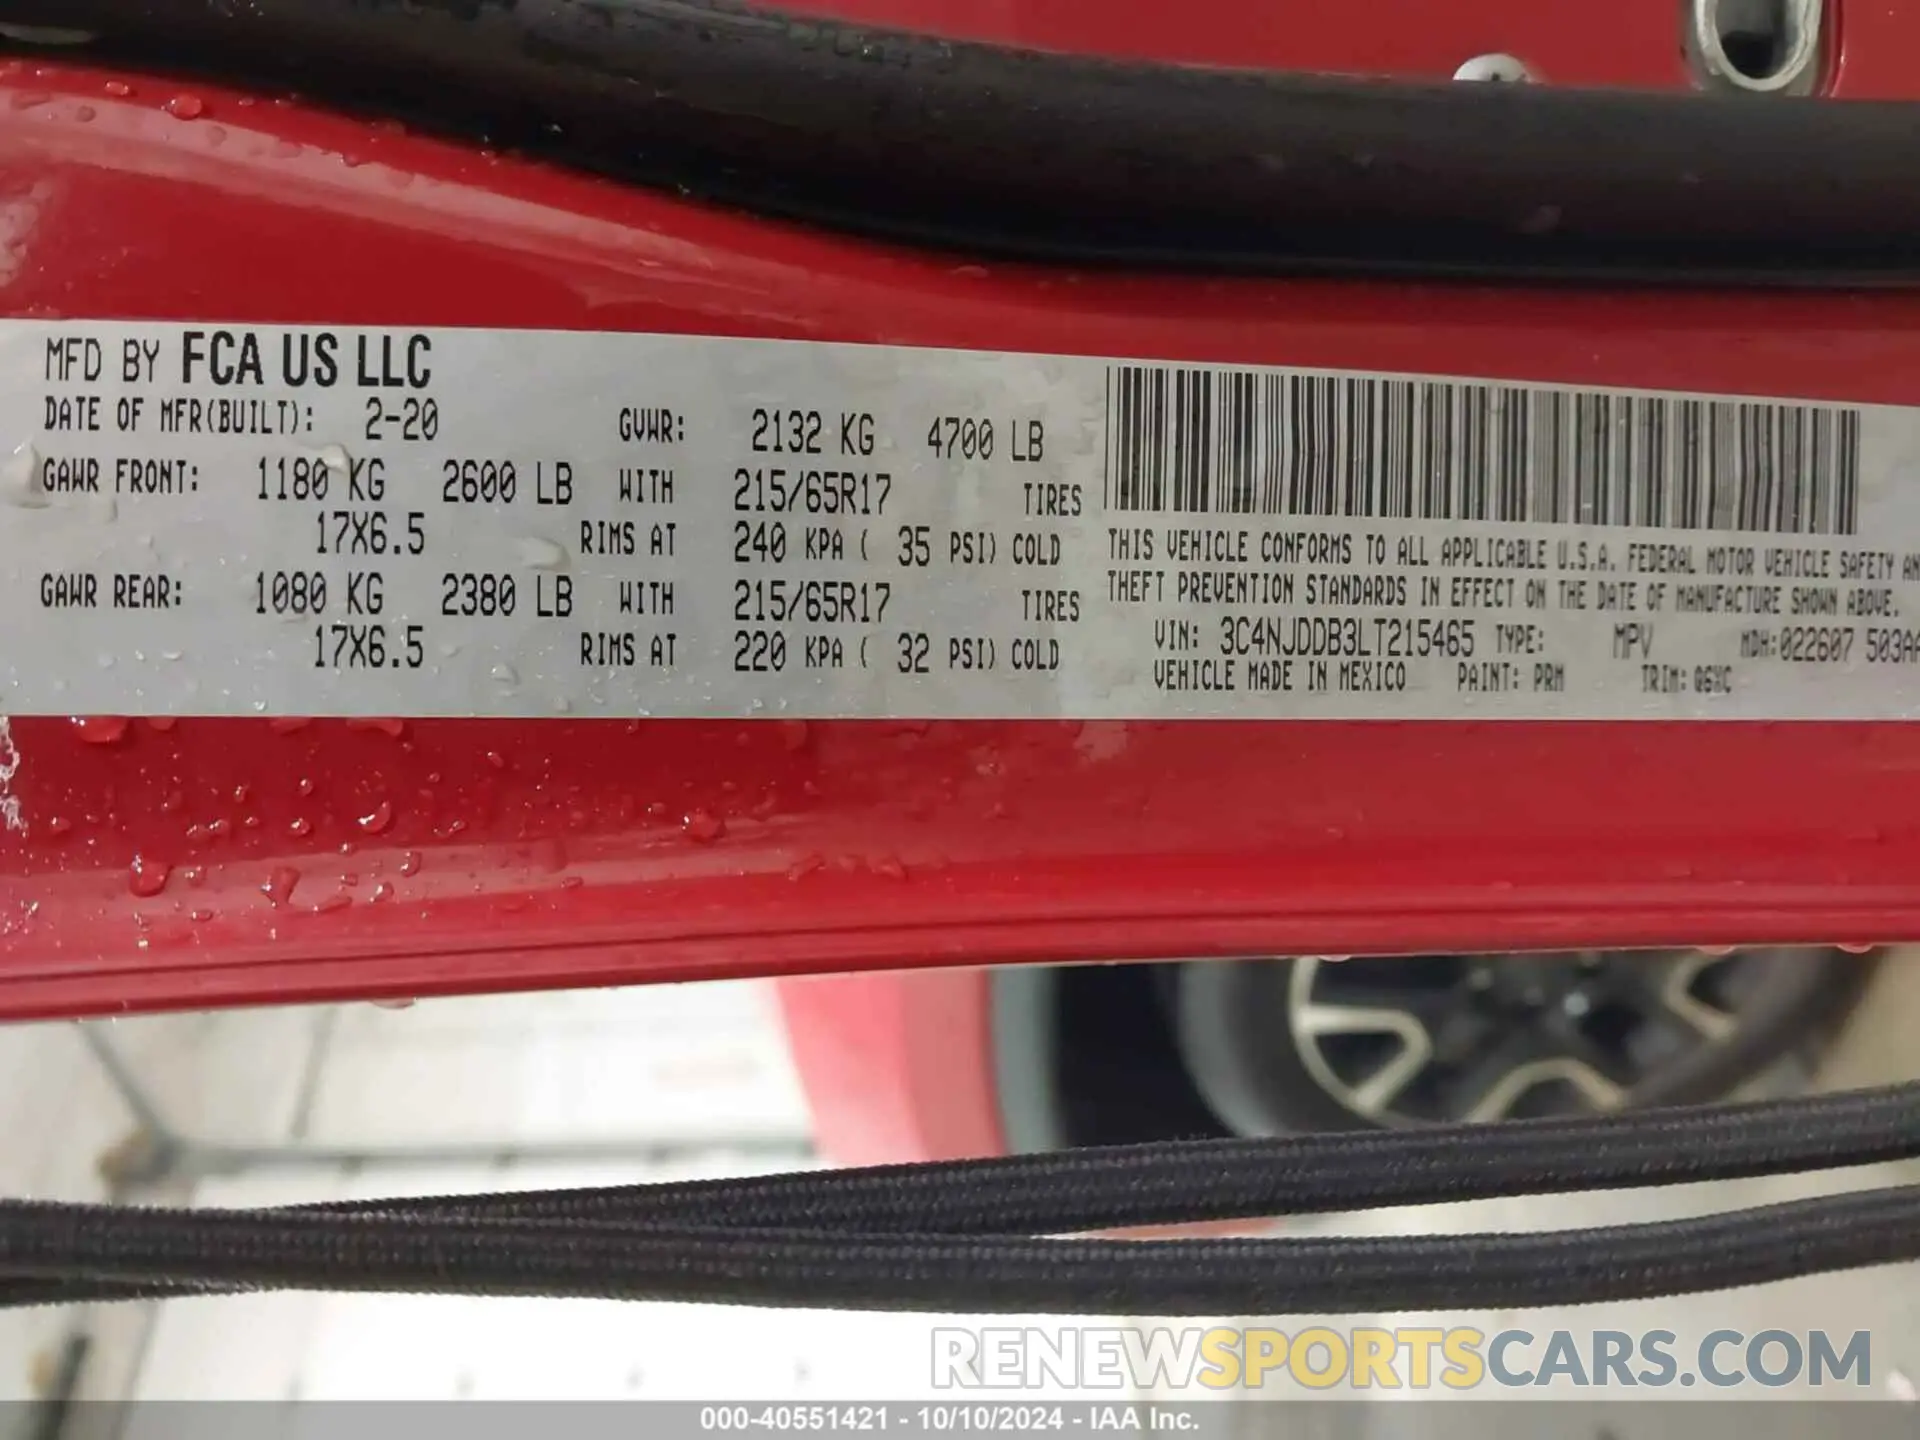 MFD BY FCA US LLC
DATE OF MFR(BUILT): 2-20 GVWR: 2132 KG 4700 LB
GAWR FRONT: 1180 KG 2600 LB WITH 215/65R17 TIRES
17X6.5 RIMS AT 240 KPA ( 35 PSI) COLD
GAWR REAR: 1080 KG 2380 LB WITH 215/65R17 TIRES
17X6.5 RIMS AT 220 KPA ( 32 PSI) COLD
THIS VEHICLE CONFORMS TO ALL APPLICABLE U.S.A. FEDERAL MOTOR VEHICLE SAFETY AN
THEFT PREVENTION STANDARDS IN EFFECT ON THE DATE OF MANUFACTURE SHOWN ABOVE.
VIN: 3C4NJDDB3LT215465 TYPE: MPV MDH:022607 503AA
VEHICLE MADE IN MEXICO PAINT: PRM TRIM:
RENEWSPORTSCARS.COM
000-40551421 - 10/10/2024 - IAA Inc.